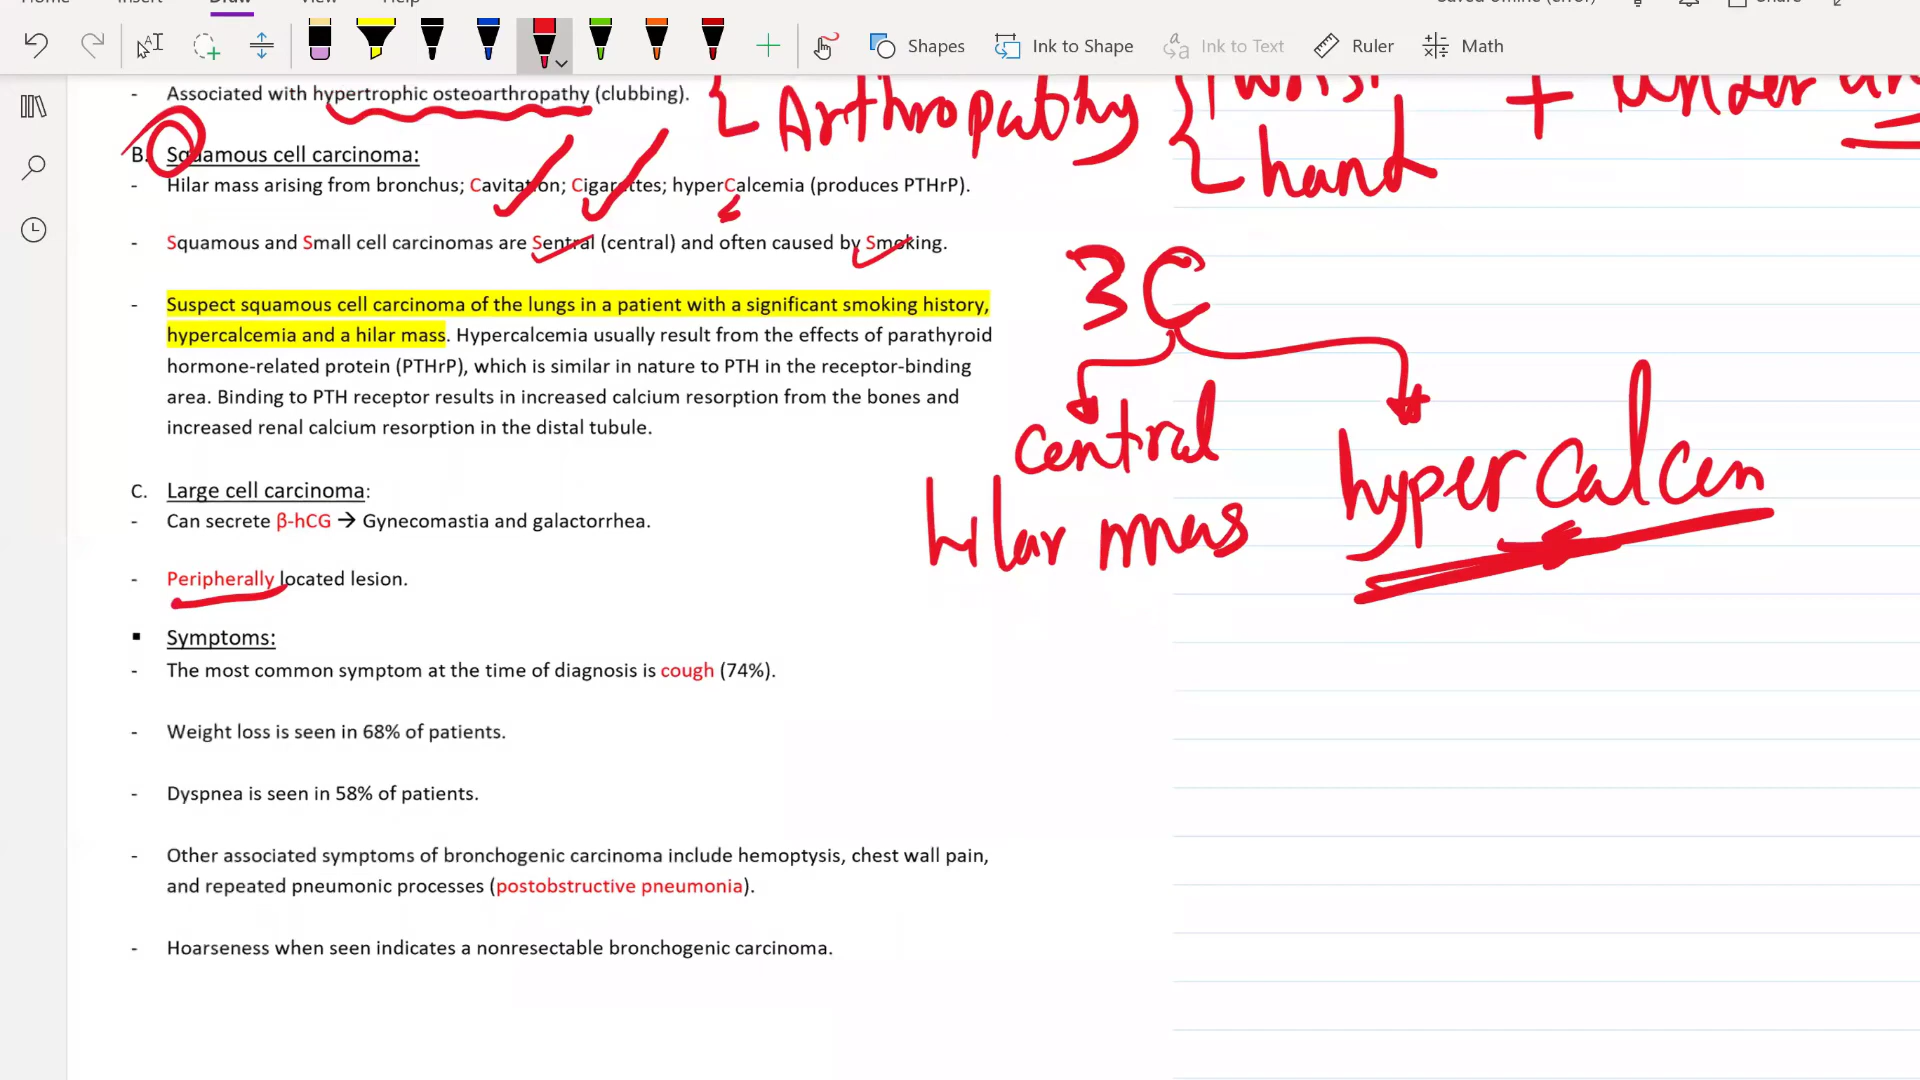 Shapes
Ink to Shape
Ink to Text
Ruler
Math
- Associated with hypertrophic osteoarthropathy (clubbing).
Arthropathy
hand
+
B. Squamous cell carcinoma:
- Hilar mass arising from bronchus; Cavitation; Cigarettes; hyperCalcemia (produces PTHrP).
- Squamous and Small cell carcinomas are Sentral (central) and often caused by Smoking.
- Suspect squamous cell carcinoma of the lungs in a patient with a significant smoking history,
hypercalcemia and a hilar mass. Hypercalcemia usually result from the effects of parathyroid
hormone-related protein (PTHrP), which is similar in nature to PTH in the receptor-binding
area. Binding to PTH receptor results in increased calcium resorption from the bones and
increased renal calcium resorption in the distal tubule.
3C
central
hilar mas
hypercalcem
C. Large cell carcinoma:
- Can secrete β-hCG → Gynecomastia and galactorrhea.
- Peripherally located lesion.
▪ Symptoms:
- The most common symptom at the time of diagnosis is cough (74%).
- Weight loss is seen in 68% of patients.
- Dyspnea is seen in 58% of patients.
- Other associated symptoms of bronchogenic carcinoma include hemoptysis, chest wall pain,
and repeated pneumonic processes (postobstructive pneumonia).
- Hoarseness when seen indicates a nonresectable bronchogenic carcinoma.